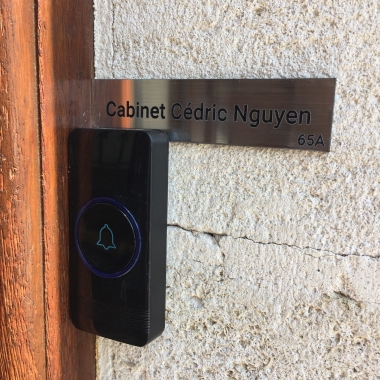 Cabinet Cédric Nguyen
65A